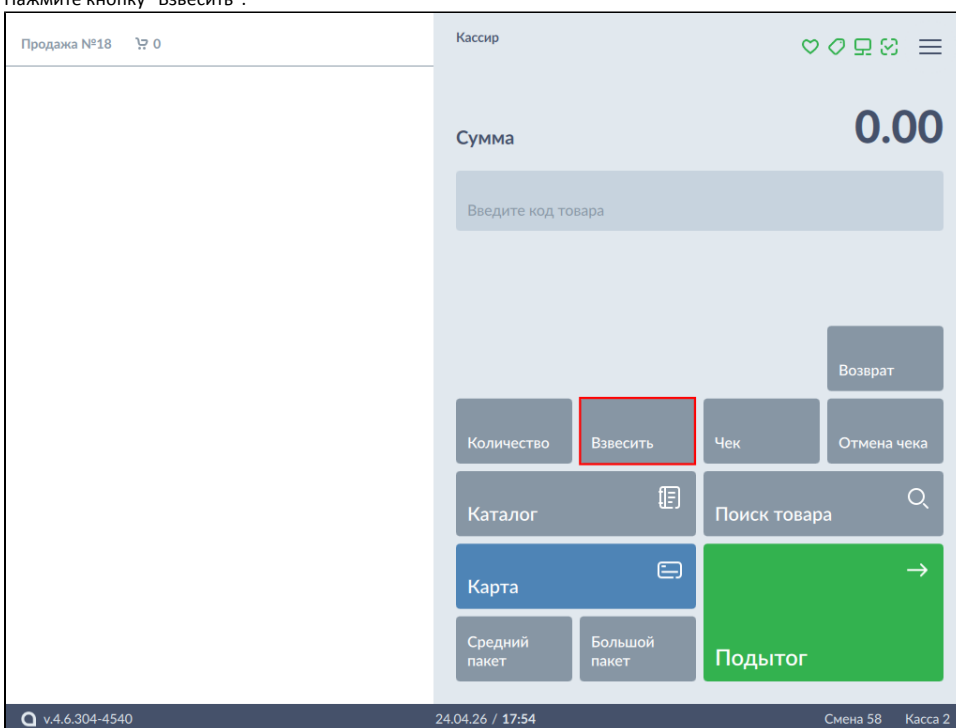 Нажмите кнопку "Взвесить".
Продажа №18 0
Кассир
Сумма
0.00
Введите код товара
Возврат
Количество
Взвесить
Чек
Отмена чека
Каталог
Поиск товара
Карта
Средний
пакет
Большой
пакет
Подытог
v.4.6.304-4540
24.04.26 / 17:54
Смена 58
Касса 2